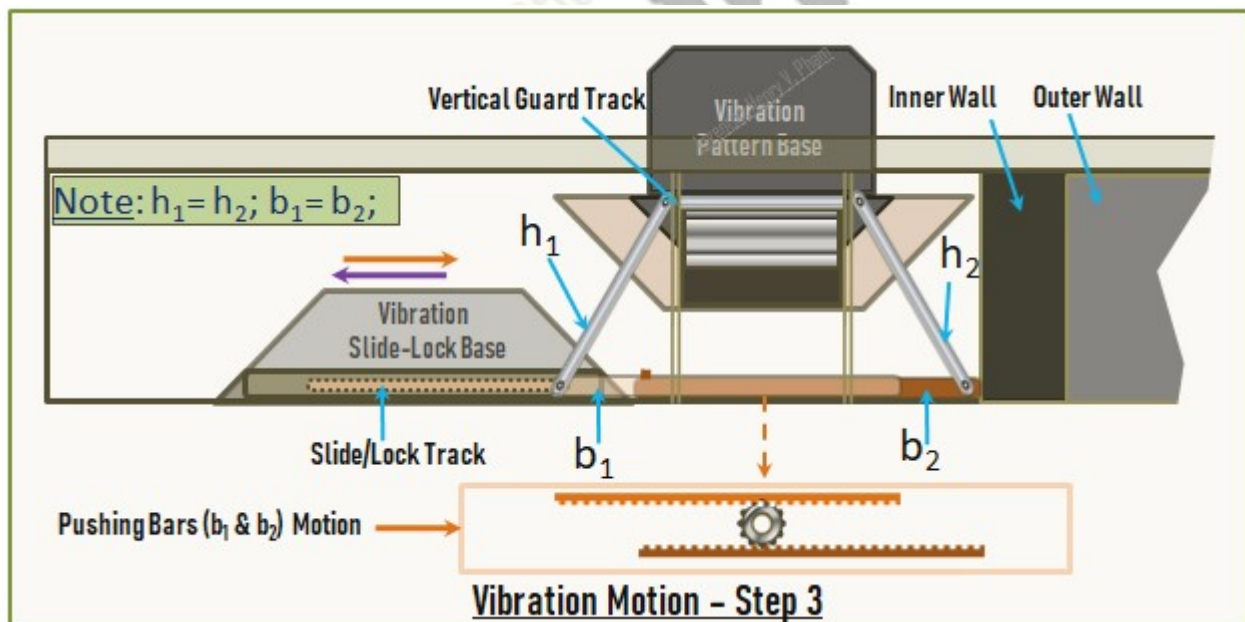 Vertical Guard Track
Vibration
Pattern Base
Inner Wall
Outer Wall
Note: h₁= h₂; b₁= b₂;
h₁
h₂
Vibration
Slide-Lock Base
Slide/Lock Track
b₁
b₂
Pushing Bars (b₁ & b₂) Motion
Vibration Motion – Step 3